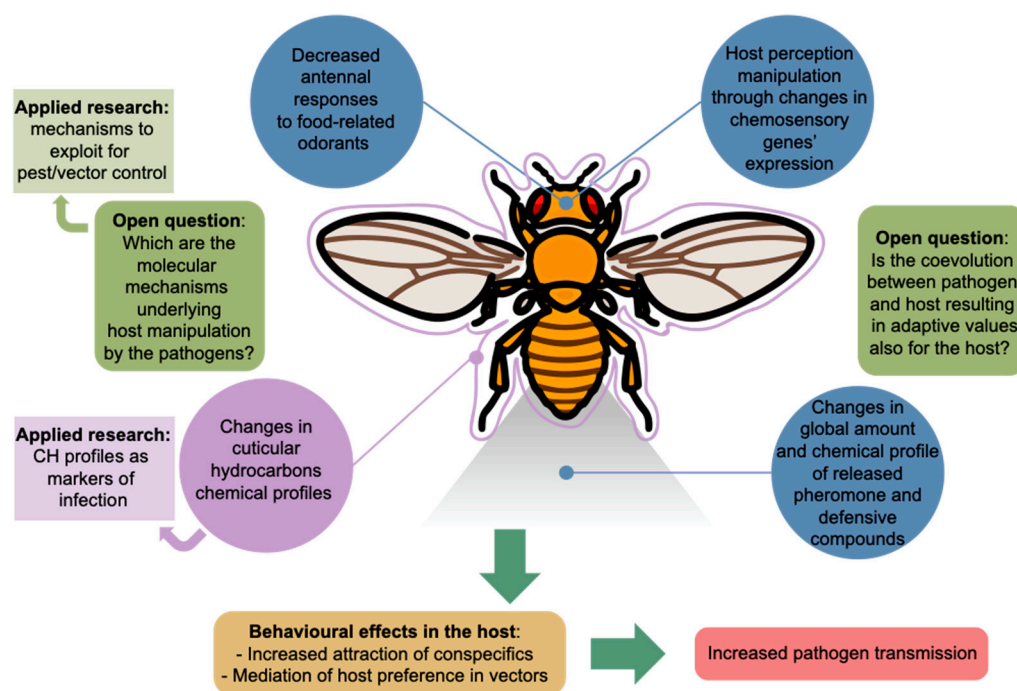 Decreased
antennal
responses
to food-related
odorants
Host perception
manipulation
through changes in
chemosensory
genes'
expression
Applied research:
mechanisms to
exploit for
pest/vector control
Open question:
Which are the
molecular
mechanisms
underlying
host manipulation
by the pathogens?
Open question:
Is the coevolution
between pathogen
and host resulting
in adaptive values
also for the host?
Applied research:
CH profiles as
markers of
infection
Changes in
cuticular
hydrocarbons
chemical profiles
Changes in
global amount
and chemical profile
of released
pheromone and
defensive
compounds
Behavioural effects in the host:
- Increased attraction of conspecifics
- Mediation of host preference in vectors
Increased pathogen transmission